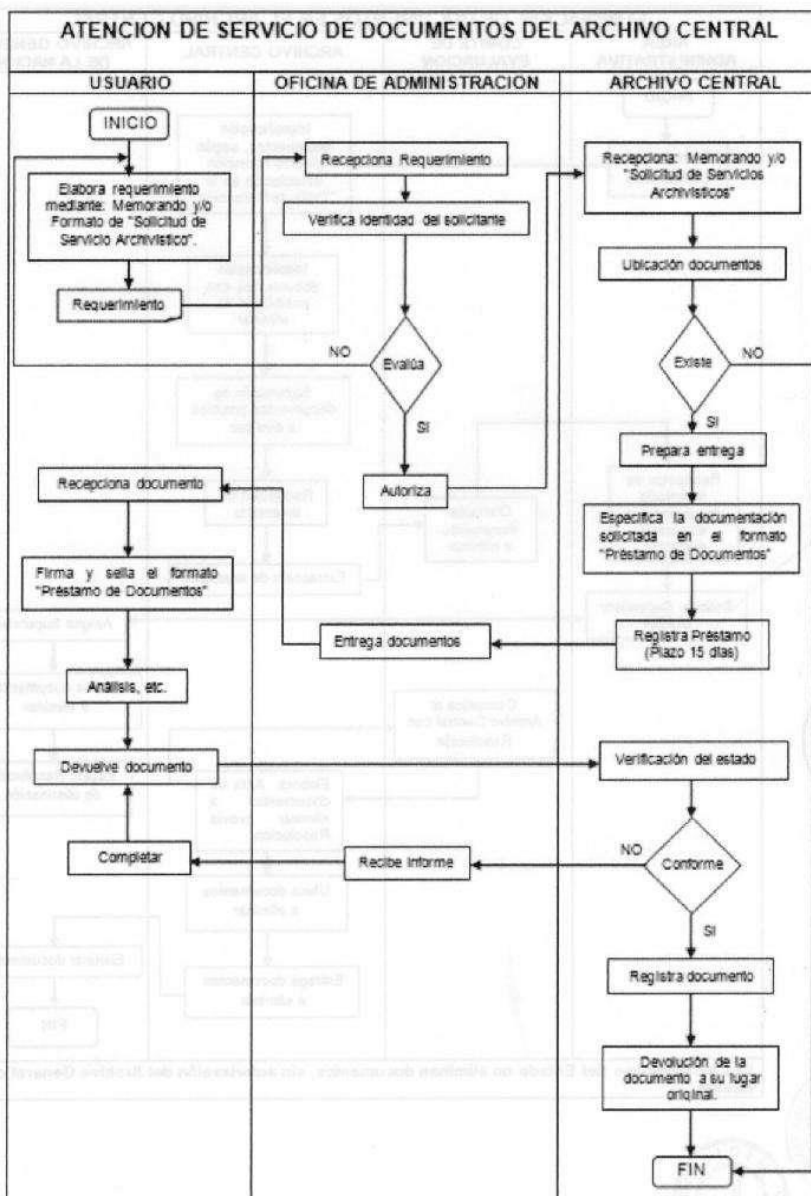 ATENCION DE SERVICIO DE DOCUMENTOS DEL ARCHIVO CENTRAL
USUARIO
OFICINA DE ADMINISTRACION
ARCHIVO CENTRAL
INICIO
Elabora requerimiento
mediante: Memorando y/o
Formato de "Solicitud de
Servicio Archivístico".
Requerimiento
Recepciona Requerimiento
Verifica identidad del solicitante
NO
Evalúa
SI
Autoriza
Recepciona: Memorando y/o
"Solicitud de Servicios
Archivísticos"
Ubicación documentos
Existe
NO
SI
Prepara entrega
Especifica la documentación
solicitada en el formato
"Préstamo de Documentos"
Registra Préstamo
(Plazo 15 días)
Entrega documentos
Recepciona documento
Firma y sella el formato
"Préstamo de Documentos"
Análisis, etc.
Devuelve documento
Verificación del estado
Conforme
NO
Recibe Informe
Completar
SI
Registra documento
Devolución de la
documento a su lugar
original.
FIN